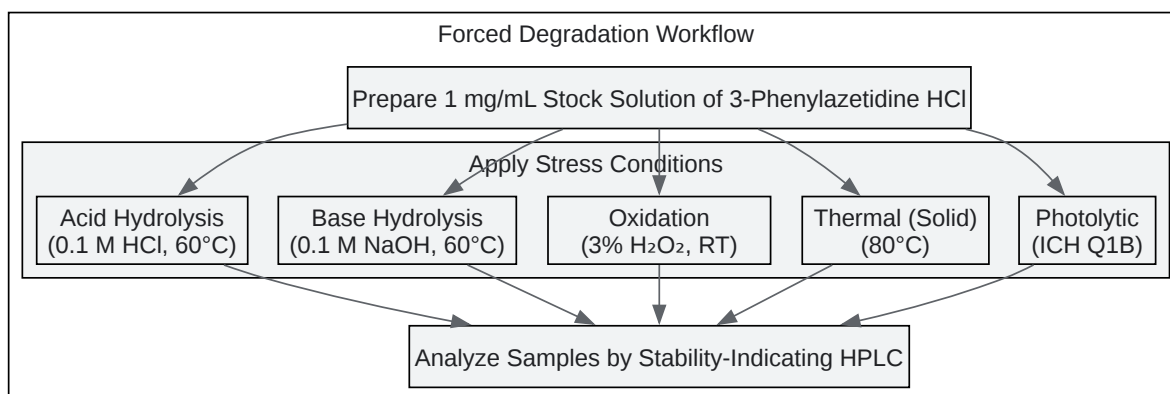 Forced Degradation Workflow
Prepare 1 mg/mL Stock Solution of 3-Phenylazetidine HCl
Apply Stress Conditions
Acid Hydrolysis
(0.1 M HCl, 60°C)
Base Hydrolysis
(0.1 M NaOH, 60°C)
Oxidation
(3% H₂O₂, RT)
Thermal (Solid)
(80°C)
Photolytic
(ICH Q1B)
Analyze Samples by Stability-Indicating HPLC